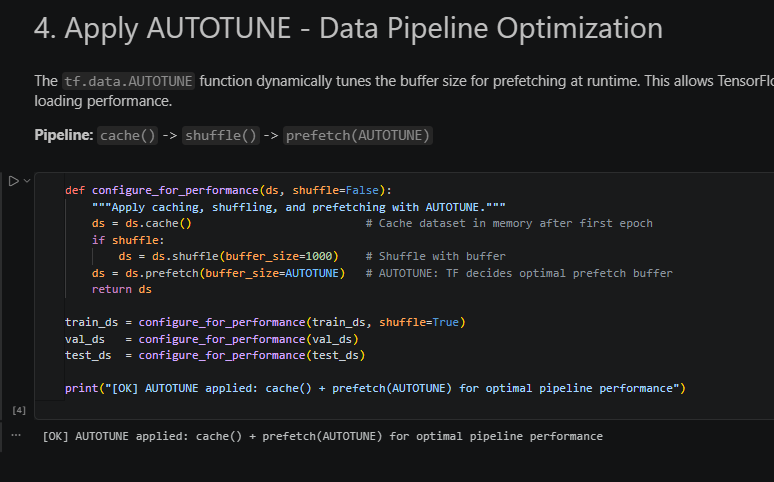 4. Apply AUTOTUNE - Data Pipeline Optimization
The tf.data.AUTOTUNE function dynamically tunes the buffer size for prefetching at runtime. This allows
loading performance.
Pipeline: cache() -> shuffle() -> prefetch(AUTOTUNE)
def configure_for_performance(ds, shuffle=False):
    """Apply caching, shuffling, and prefetching with AUTOTUNE."""
    ds = ds.cache()                          # Cache dataset in memory after first epoch
    if shuffle:
        ds = ds.shuffle(buffer_size=1000)    # Shuffle with buffer
    ds = ds.prefetch(buffer_size=AUTOTUNE)   # AUTOTUNE: TF decides optimal prefetch buffer
    return ds
train_ds = configure_for_performance(train_ds, shuffle=True)
val_ds   = configure_for_performance(val_ds)
test_ds  = configure_for_performance(test_ds)
print("[OK] AUTOTUNE applied: cache() + prefetch(AUTOTUNE) for optimal pipeline performance")
[4]
... [OK] AUTOTUNE applied: cache() + prefetch(AUTOTUNE) for optimal pipeline performance